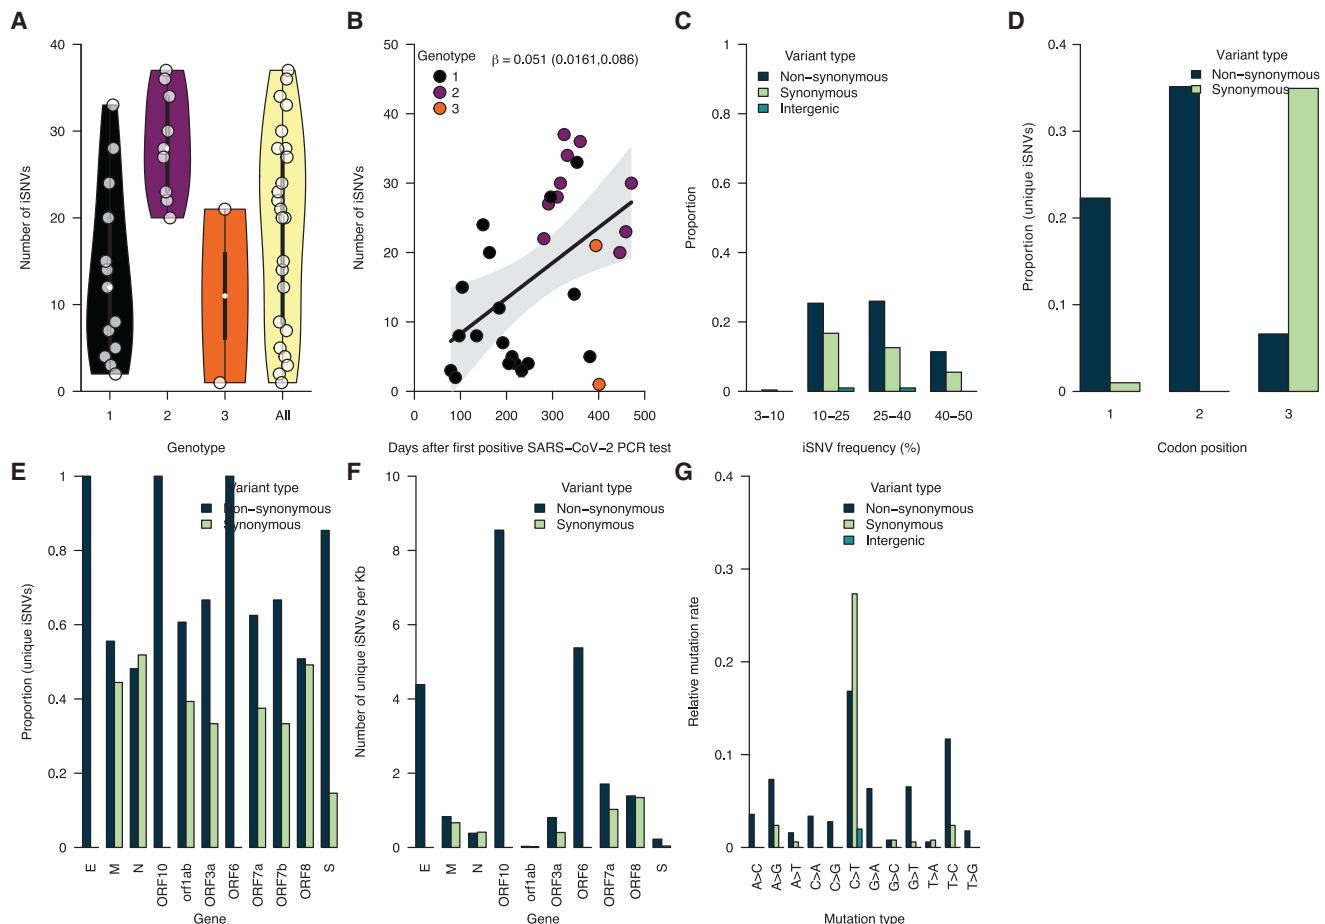 A
40
30
20
10
0
Number of iSNVs
1 2 3 All
Genotype
B
50
40
30
20
10
0
Number of iSNVs
Genotype
1
2
3
β = 0.051 (0.0161,0.086)
0 100 200 300 400 500
Days after first positive SARS−CoV−2 PCR test
C
1
0.8
0.6
0.4
0.2
0
Proportion
Variant type
Non−synonymous
Synonymous
Intergenic
3−10 10−25 25−40 40−50
iSNV frequency (%)
D
0.4
0.3
0.2
0.1
0
Proportion (unique iSNVs)
Variant type
Non−synonymous
Synonymous
1 2 3
Codon position
E
1
0.8
0.6
0.4
0.2
0
Proportion (unique iSNVs)
Variant type
Non−synonymous
Synonymous
E M N ORF10 orf1ab ORF3a ORF6 ORF7a ORF7b ORF8 S
Gene
F
10
8
6
4
2
0
Number of unique iSNVs per Kb
Variant type
Non−synonymous
Synonymous
E M N ORF10 orf1ab ORF3a ORF6 ORF7a ORF8 S
Gene
G
0.4
0.3
0.2
0.1
0
Relative mutation rate
Variant type
Non−synonymous
Synonymous
Intergenic
A>C A>G A>T C>A C>G C>T G>A G>C G>T T>A T>C T>G
Mutation type